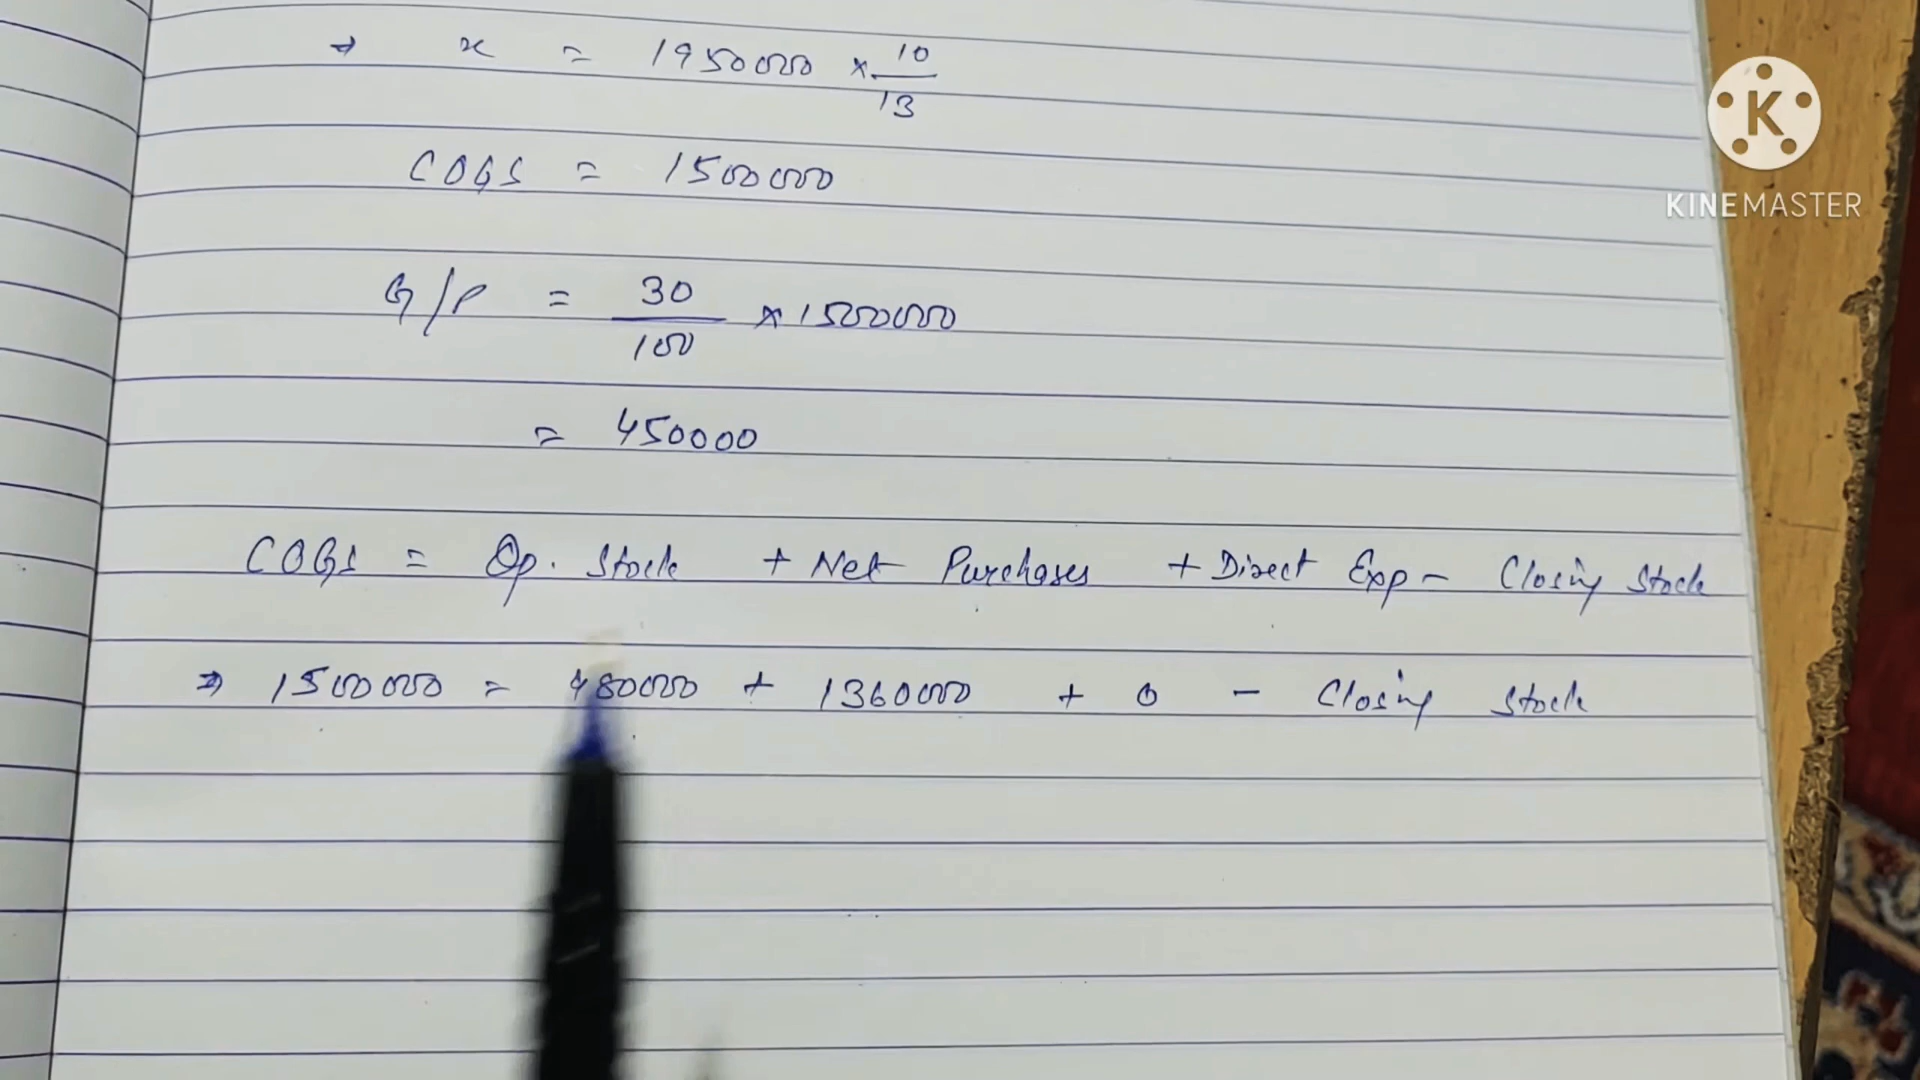 ⇒ x = 1950000 × 10/13
COGS = 1500000
G/P = 30/100 × 1500000
= 450000
COGS = Op. Stock + Net Purchases + Direct Exp - Closing Stock
⇒ 1500000 = 480000 + 1360000 + 0 - Closing Stock
K
KINEMASTER